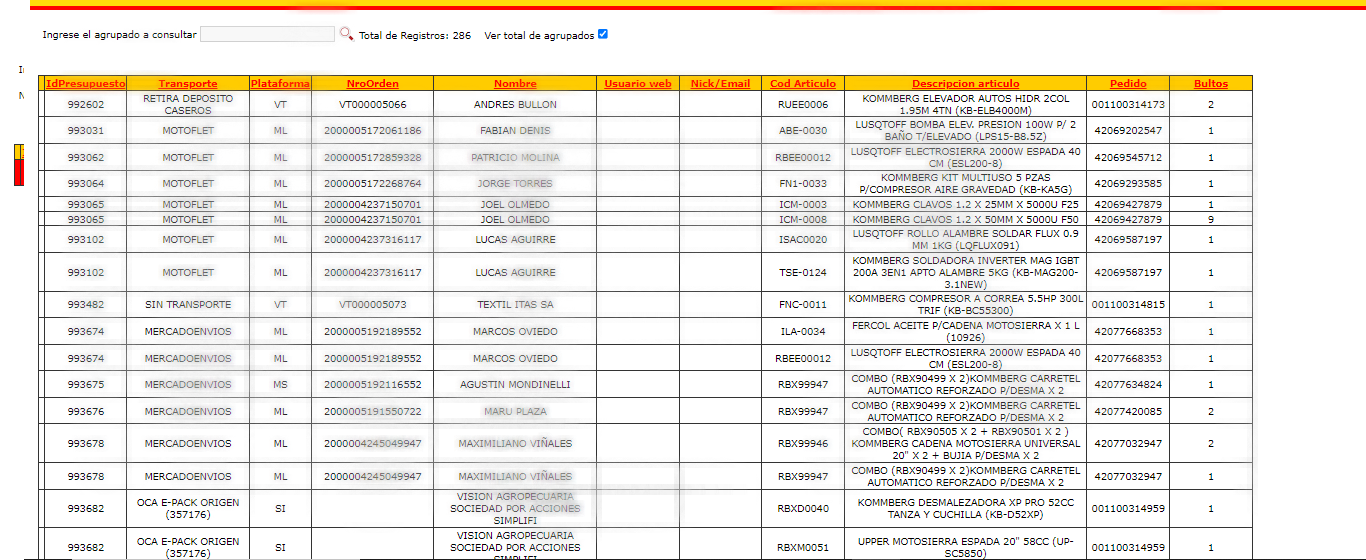 Ingrese el agrupado a consultar Total de Registros: 286 Ver total de agrupados
IdPresupuesto Transporte Plataforma NroOrden Nombre Usuario web Nick/Email Cod Articulo Descripcion articulo Pedido Bultos
992602 RETIRA DEPOSITO CASEROS VT VT000005066 ANDRES BULLON RUEE0006 KOMMBERG ELEVADOR AUTOS HIDR 2COL 1.95M 4TN (KB-ELB4000M) 001100314173 2
993031 MOTOFLET ML 2000005172061186 FABIAN DENIS ABE-0030 LUSQTOFF BOMBA ELEV. PRESION 100W P/ 2 BAÑO T/ELEVADO (LPS15-B8.5Z) 42069202547 1
993062 MOTOFLET ML 2000005172859328 PATRICIO MOLINA RBEE00012 LUSQTOFF ELECTROSIERRA 2000W ESPADA 40 CM (ESL200-8) 42069545712 1
993064 MOTOFLET ML 2000005172268764 JORGE TORRES FN1-0033 KOMMBERG KIT MULTIUSO 5 PZAS P/COMPRESOR AIRE GRAVEDAD (KB-KA5G) 42069293585 1
993065 MOTOFLET ML 2000004237150701 JOEL OLMEDO ICM-0003 KOMMBERG CLAVOS 1.2 X 25MM X 5000U F25 42069427879 1
993065 MOTOFLET ML 2000004237150701 JOEL OLMEDO ICM-0008 KOMMBERG CLAVOS 1.2 X 50MM X 5000U F50 42069427879 9
993102 MOTOFLET ML 2000004237316117 LUCAS AGUIRRE ISAC0020 LUSQTOFF ROLLO ALAMBRE SOLDAR FLUX 0.9 MM 1KG (LQFLUX091) 42069587197 1
993102 MOTOFLET ML 2000004237316117 LUCAS AGUIRRE TSE-0124 KOMMBERG SOLDADORA INVERTER MAG IGBT 200A 3EN1 APTO ALAMBRE 5KG (KB-MAG200-3.1NEW) 42069587197 1
993482 SIN TRANSPORTE VT VT000005073 TEXTIL ITAS SA FNC-0011 KOMMBERG COMPRESOR A CORREA 5.5HP 300L TRIF (KB-BC55300) 001100314815 1
993674 MERCADOENVIOS ML 2000005192189552 MARCOS OVIEDO ILA-0034 FERCOL ACEITE P/CADENA MOTOSIERRA X 1 L (10926) 42077668353 1
993674 MERCADOENVIOS ML 2000005192189552 MARCOS OVIEDO RBEE00012 LUSQTOFF ELECTROSIERRA 2000W ESPADA 40 CM (ESL200-8) 42077668353 1
993675 MERCADOENVIOS MS 2000005192116552 AGUSTIN MONDINELLI RBX99947 COMBO (RBX90499 X 2)KOMMBERG CARRETEL AUTOMATICO REFORZADO P/DESMA X 2 42077634824 1
993676 MERCADOENVIOS ML 2000005191550722 MARU PLAZA RBX99947 COMBO (RBX90499 X 2)KOMMBERG CARRETEL AUTOMATICO REFORZADO P/DESMA X 2 42077420085 2
993678 MERCADOENVIOS ML 2000004245049947 MAXIMILIANO VIÑALES RBX99946 COMBO( RBX90505 X 2 + RBX90501 X 2 ) KOMMBERG CADENA MOTOSIERRA UNIVERSAL 20" X 2 + BUJIA P/DESMA X 2 42077032947 2
993678 MERCADOENVIOS ML 2000004245049947 MAXIMILIANO VIÑALES RBX99947 COMBO (RBX90499 X 2)KOMMBERG CARRETEL AUTOMATICO REFORZADO P/DESMA X 2 42077032947 1
993682 OCA E-PACK ORIGEN (357176) SI VISION AGROPECUARIA SOCIEDAD POR ACCIONES SIMPLIFI RBXD0040 KOMMBERG DESMALEZADORA XP PRO 52CC TANZA Y CUCHILLA (KB-D52XP) 001100314959 1
993682 OCA E-PACK ORIGEN (357176) SI VISION AGROPECUARIA SOCIEDAD POR ACCIONES SIMPLIFI RBXM0051 UPPER MOTOSIERRA ESPADA 20" 58CC (UP-SC5850) 001100314959 1